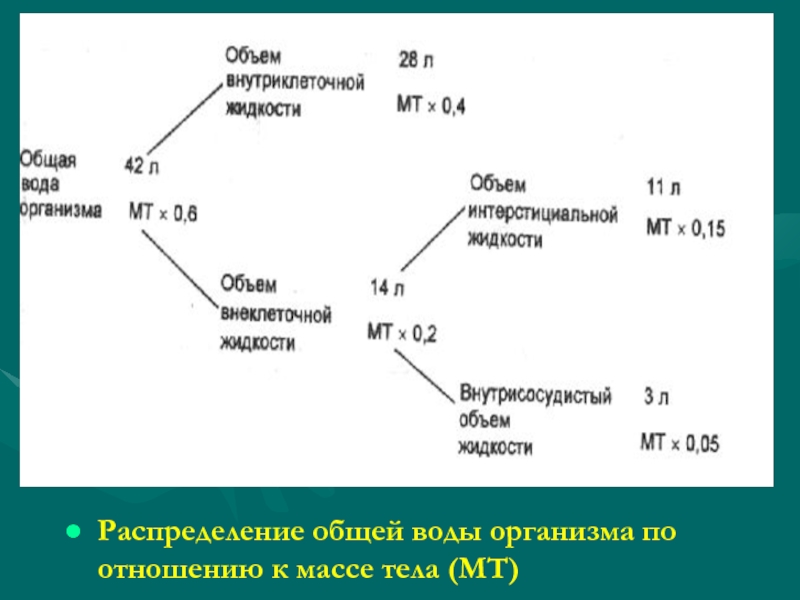 Объем
внутриклеточной
жидкости
28 л
МТ × 0,4
Общая
вода
организма
42 л
МТ × 0,6
Объем
интерстициальной
жидкости
11 л
МТ × 0,15
Объем
внеклеточной
жидкости
14 л
МТ × 0,2
Внутрисосудистый
объем
жидкости
3 л
МТ × 0,05
Распределение общей воды организма по
отношению к массе тела (МТ)